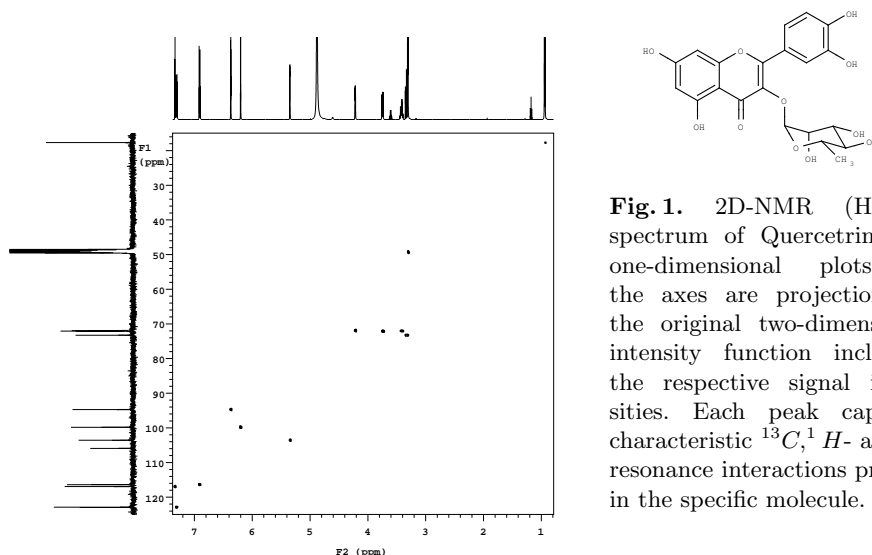 F1
(ppm)
30
40
50
60
70
80
90
100
110
120
7 6 5 4 3 2 1
F2 (ppm)
OH
HO
O
OH
OH
O
O
OH
O
OH
CH3
O
Fig. 1. 2D-NMR (H
spectrum of Quercetrin
one-dimensional plots
the axes are projection
the original two-dimens
intensity function inclu
the respective signal i
sities. Each peak cap
characteristic ¹³C,¹ H- a
resonance interactions pr
in the specific molecule.